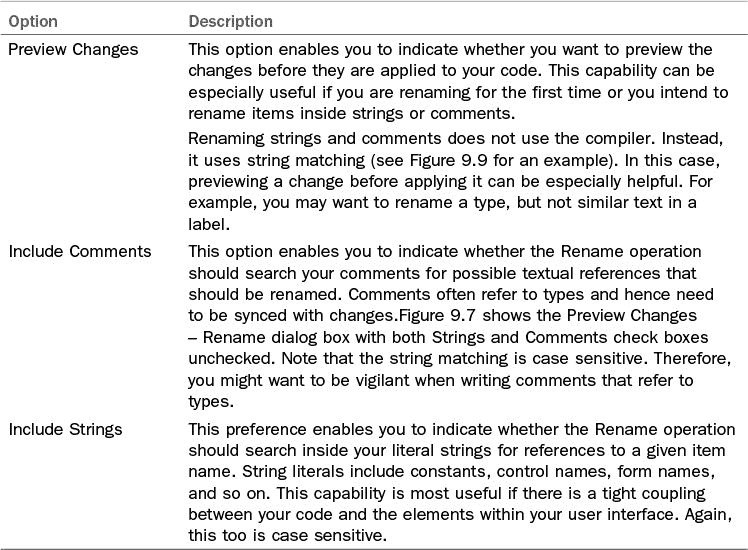 Option Description
Preview Changes This option enables you to indicate whether you want to preview the
changes before they are applied to your code. This capability can be
especially useful if you are renaming for the first time or you intend to
rename items inside strings or comments.
Renaming strings and comments does not use the compiler. Instead,
it uses string matching (see Figure 9.9 for an example). In this case,
previewing a change before applying it can be especially helpful. For
example, you may want to rename a type, but not similar text in a
label.
Include Comments This option enables you to indicate whether the Rename operation
should search your comments for possible textual references that
should be renamed. Comments often refer to types and hence need
to be synced with changes.Figure 9.7 shows the Preview Changes
– Rename dialog box with both Strings and Comments check boxes
unchecked. Note that the string matching is case sensitive. Therefore,
you might want to be vigilant when writing comments that refer to
types.
Include Strings This preference enables you to indicate whether the Rename operation
should search inside your literal strings for references to a given item
name. String literals include constants, control names, form names,
and so on. This capability is most useful if there is a tight coupling
between your code and the elements within your user interface. Again,
this too is case sensitive.